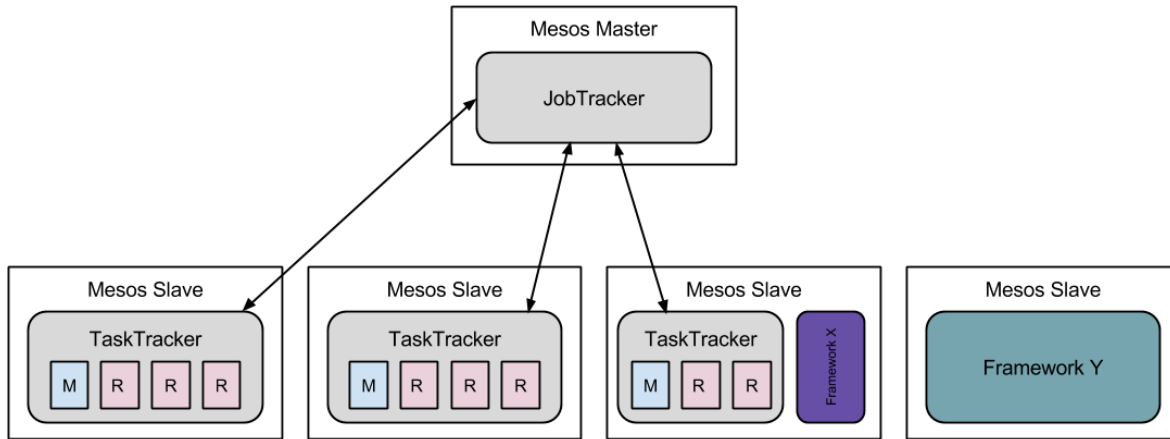 Mesos Master
JobTracker
Mesos Slave
TaskTracker
M R R R
Mesos Slave
TaskTracker
M R R R
Mesos Slave
TaskTracker
M R R
Framework X
Mesos Slave
Framework Y